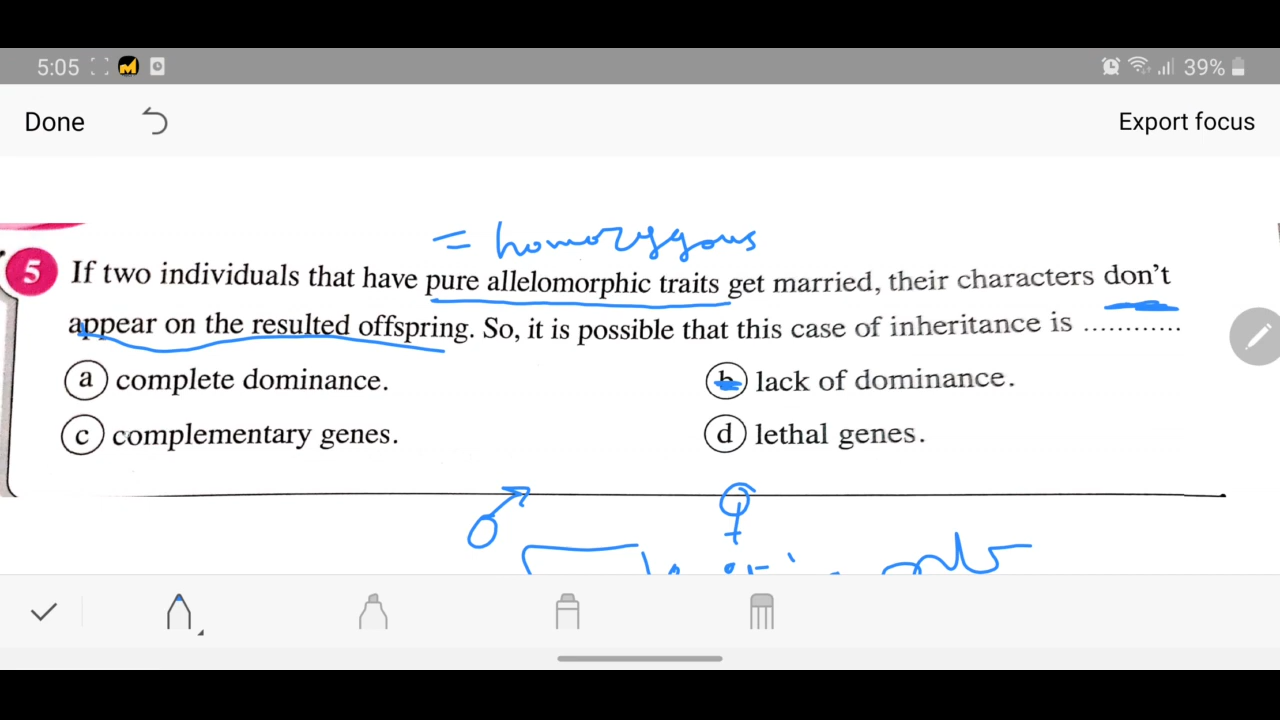 5:05 39%
Done Export focus
= homozygous
5 If two individuals that have pure allelomorphic traits get married, their characters don't
appear on the resulted offspring. So, it is possible that this case of inheritance is ............
a complete dominance. b lack of dominance.
c complementary genes. d lethal genes.